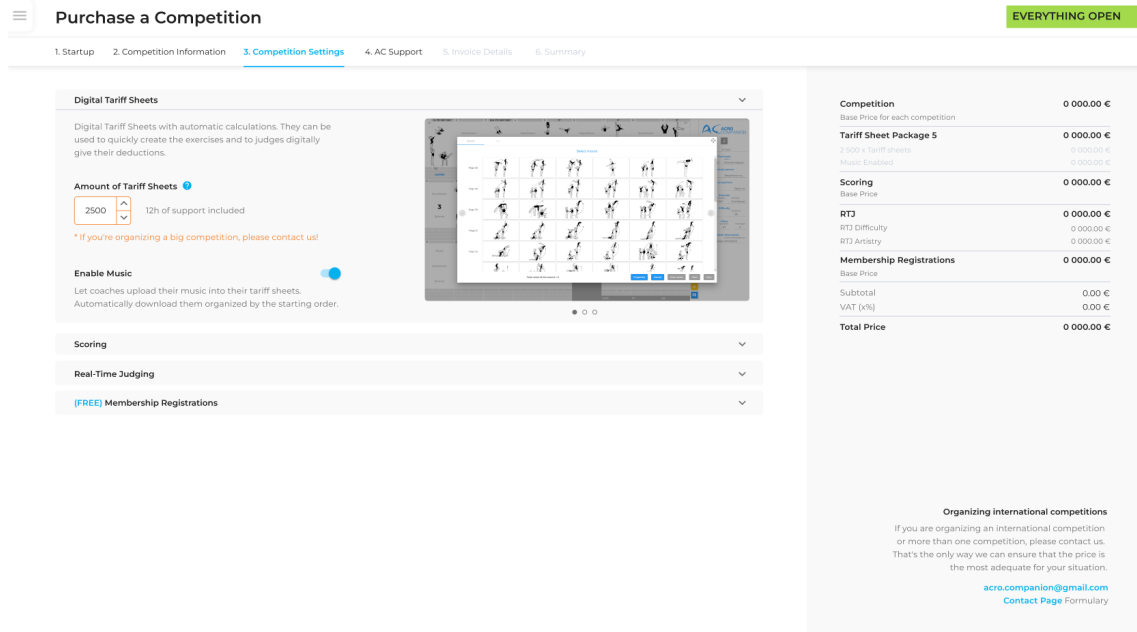 Purchase a Competition
EVERYTHING OPEN
1. Startup
2. Competition Information
3. Competition Settings
4. AC Support
5. Invoice Details
6. Summary
Digital Tariff Sheets
Digital Tariff Sheets with automatic calculations. They can be
used to quickly create the exercises and to judges digitally
give their deductions.
Amount of Tariff Sheets ?
2500
12h of support included
* If you're organizing a big competition, please contact us!
Enable Music
Let coaches upload their music into their tariff sheets.
Automatically download them organized by the starting order.
AC ACRO
Scoring
Real-Time Judging
(FREE) Membership Registrations
Competition 0 000.00 €
Base Price for each competition
Tariff Sheet Package 5 0 000.00 €
2 500 x Tariff sheets 0 000.00 €
Music Enabled 0 000.00 €
Scoring 0 000.00 €
Base Price
RTJ 0 000.00 €
RTJ Difficulty 0 000.00 €
RTJ Artistry 0 000.00 €
Membership Registrations 0 000.00 €
Base Price
Subtotal 0.00 €
VAT (x%) 0.00 €
Total Price 0 000.00 €
Organizing international competitions
If you are organizing an international competition
or more than one competition, please contact us.
That's the only way we can ensure that the price is
the most adequate for your situation.
acro.companion@gmail.com
Contact Page Formulary